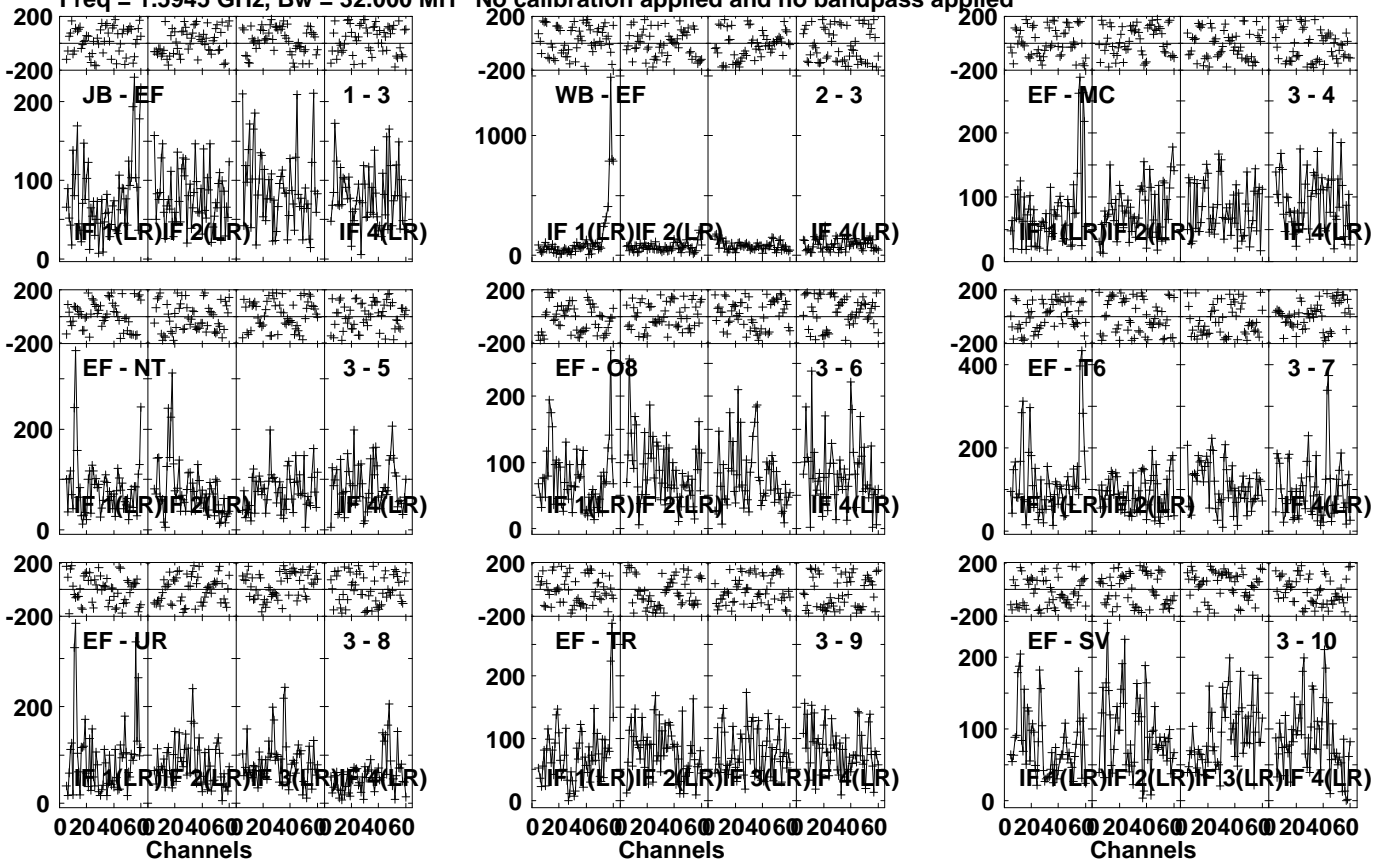 Freq = 1.5945 GHz, Bw = 32.000 MH No calibration applied and no bandpass applied
200 200 200
-200 -200 -200
JB - EF 1 - 3 WB - EF 2 - 3 EF - MC 3 - 4
200 1000 200
100 100
IF 1(LR) IF 2(LR) IF 4(LR) IF 1(LR) IF 2(LR) IF 4(LR) IF 1(LR) IF 2(LR) IF 4(LR)
0 0 0
200 200 200
-200 -200 -200
EF - NT 3 - 5 EF - O8 3 - 6 EF - T6 3 - 7
400
200 200 200
100
IF 1(LR) IF 2(LR) IF 4(LR) IF 1(LR) IF 2(LR) IF 4(LR) IF 1(LR) IF 2(LR) IF 4(LR)
0 0 0
200 200 200
-200 -200 -200
EF - UR 3 - 8 EF - TR 3 - 9 EF - SV 3 - 10
200 200 200
100 100
IF 1(LR) IF 2(LR) IF 3(LR) IF 4(LR) IF 1(LR) IF 2(LR) IF 3(LR) IF 4(LR) IF 1(LR) IF 2(LR) IF 3(LR) IF 4(LR)
0 0 0
0 20 40 60 0 20 40 60 0 20 40 60 0 20 40 60 0 20 40 60 0 20 40 60 0 20 40 60 0 20 40 60 0 20 40 60 0 20 40 60 0 20 40 60 0 20 40 60
Channels Channels Channels